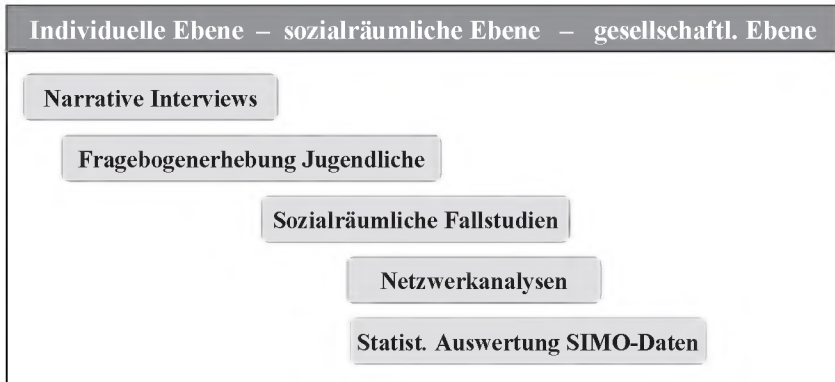 Individuelle Ebene – sozialräumliche Ebene – gesellschaftl. Ebene
Narrative Interviews
Fragebogenerhebung Jugendliche
Sozialräumliche Fallstudien
Netzwerkanalysen
Statist. Auswertung SIMO-Daten